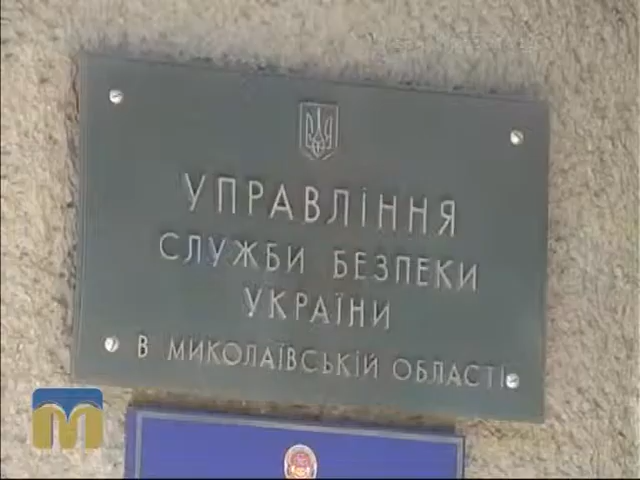 УПРАВЛІННЯ
СЛУЖБИ БЕЗПЕКИ
УКРАЇНИ
В МИКОЛАЇВСЬКІЙ ОБЛАСТІ
М